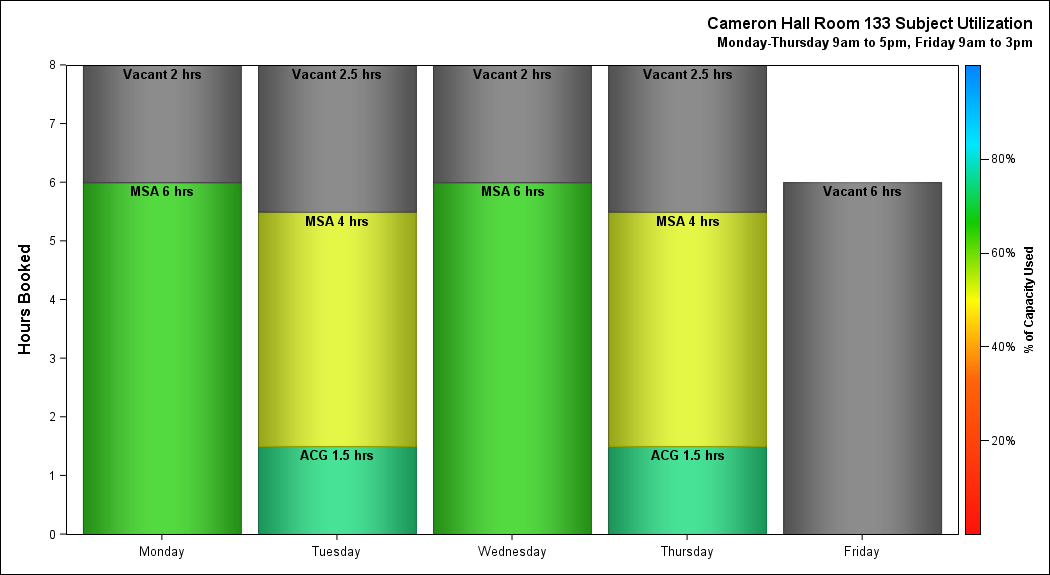 Cameron Hall Room 133 Subject Utilization
Monday-Thursday 9am to 5pm, Friday 9am to 3pm
Hours Booked
8
7
6
5
4
3
2
1
0
Vacant 2 hrs
MSA 6 hrs
Vacant 2.5 hrs
MSA 4 hrs
ACG 1.5 hrs
Vacant 2 hrs
MSA 6 hrs
Vacant 2.5 hrs
MSA 4 hrs
ACG 1.5 hrs
Vacant 6 hrs
Monday
Tuesday
Wednesday
Thursday
Friday
80%
60%
40%
20%
% of Capacity Used